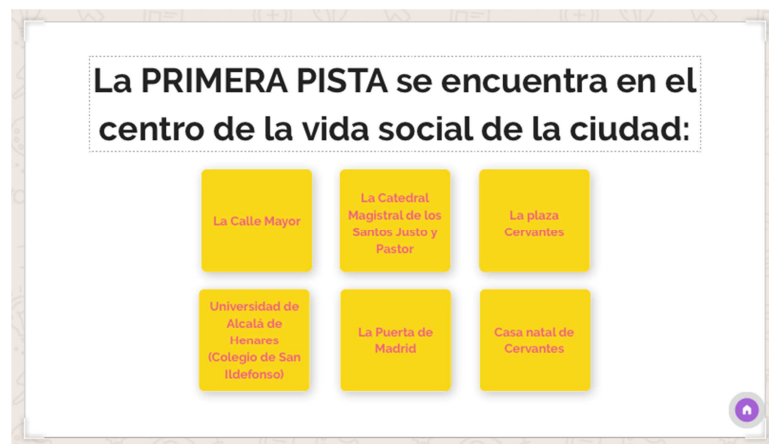 La PRIMERA PISTA se encuentra en el
centro de la vida social de la ciudad:
La Calle Mayor
La Catedral
Magistral de los
Santos Justo y
Pastor
La plaza
Cervantes
Universidad de
Alcalá de
Henares
(Colegio de San
Ildefonso)
La Puerta de
Madrid
Casa natal de
Cervantes